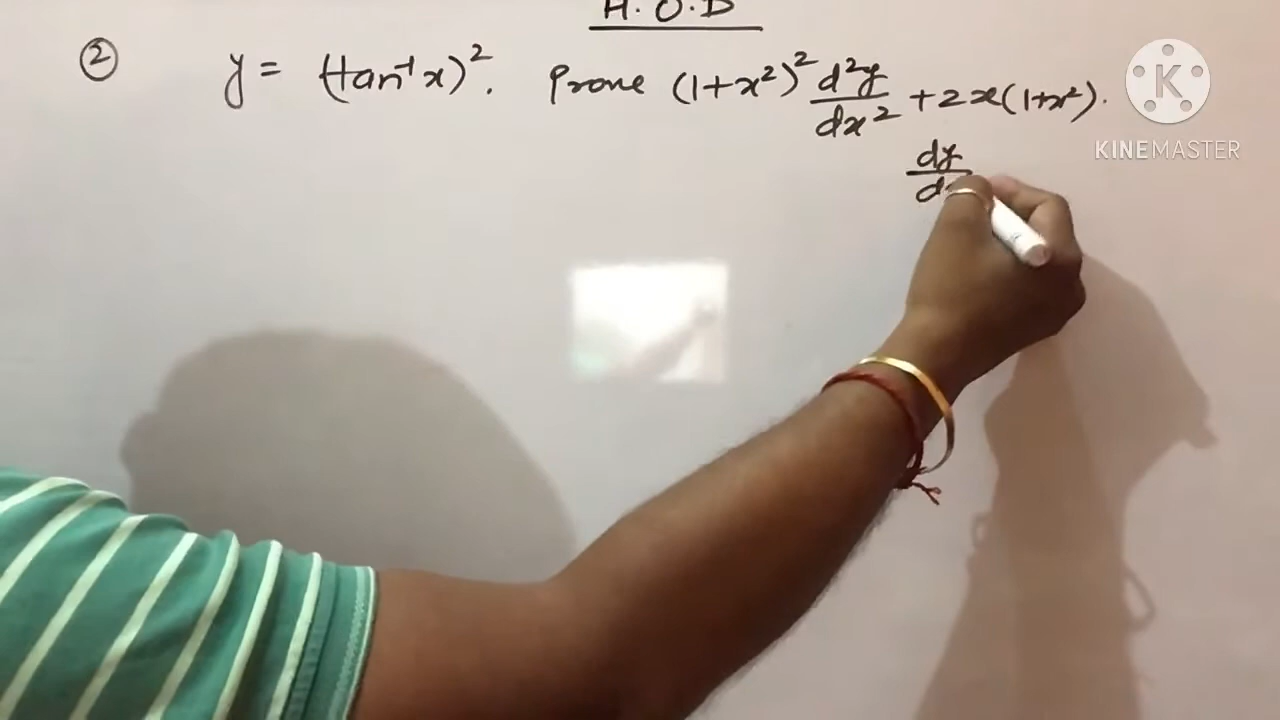 H.O.D
② y = (tan⁻¹x)². Prove (1+x²)² d²y/dx² + 2x(1+x²).
dy
K
KINEMASTER